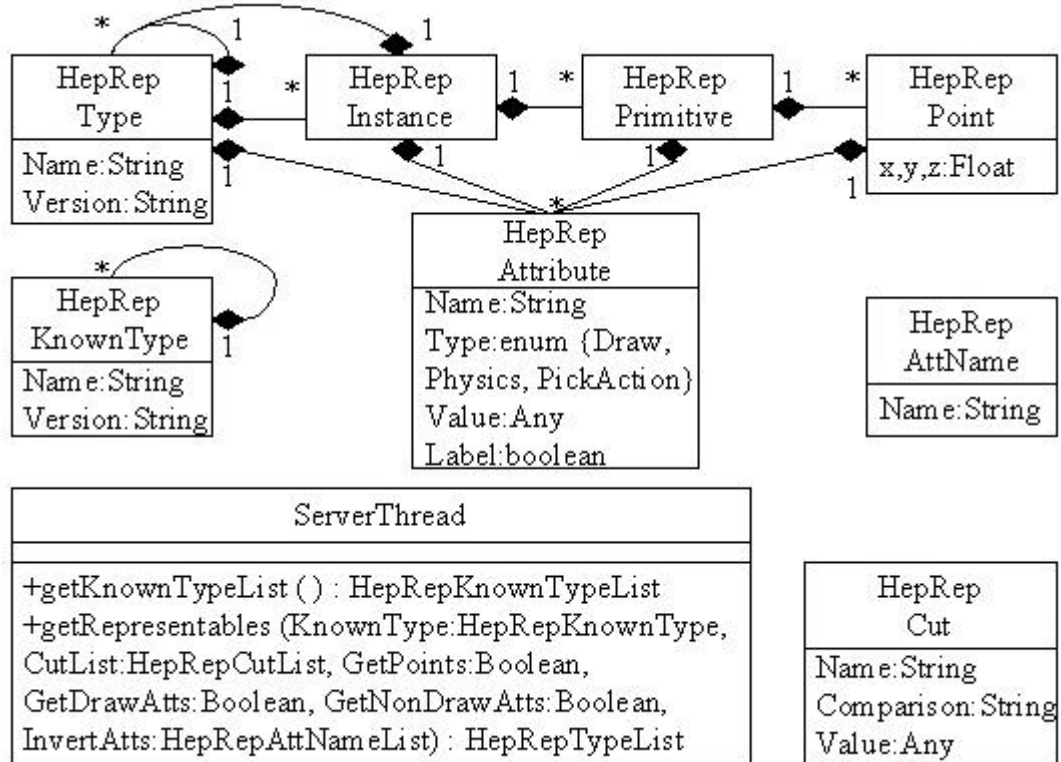 * 1 1
HepRep
Type
Name:String
Version:String
1
1
*
HepRep
Instance
1
1
*
HepRep
Primitive
1
1
*
HepRep
Point
x,y,z:Float
1
*
HepRep
Attribute
Name:String
Type:enum {Draw,
Physics, PickAction}
Value:Any
Label:boolean
*
HepRep
KnownType
Name:String
Version:String
1
HepRep
AttName
Name:String
ServerThread
+getKnownTypeList () : HepRepKnownTypeList
+getRepresentables (KnownType:HepRepKnownType,
CutList:HepRepCutList, GetPoints:Boolean,
GetDrawAtts:Boolean, GetNonDrawAtts:Boolean,
InvertAtts:HepRepAttNameList) : HepRepTypeList
HepRep
Cut
Name:String
Comparison:String
Value:Any